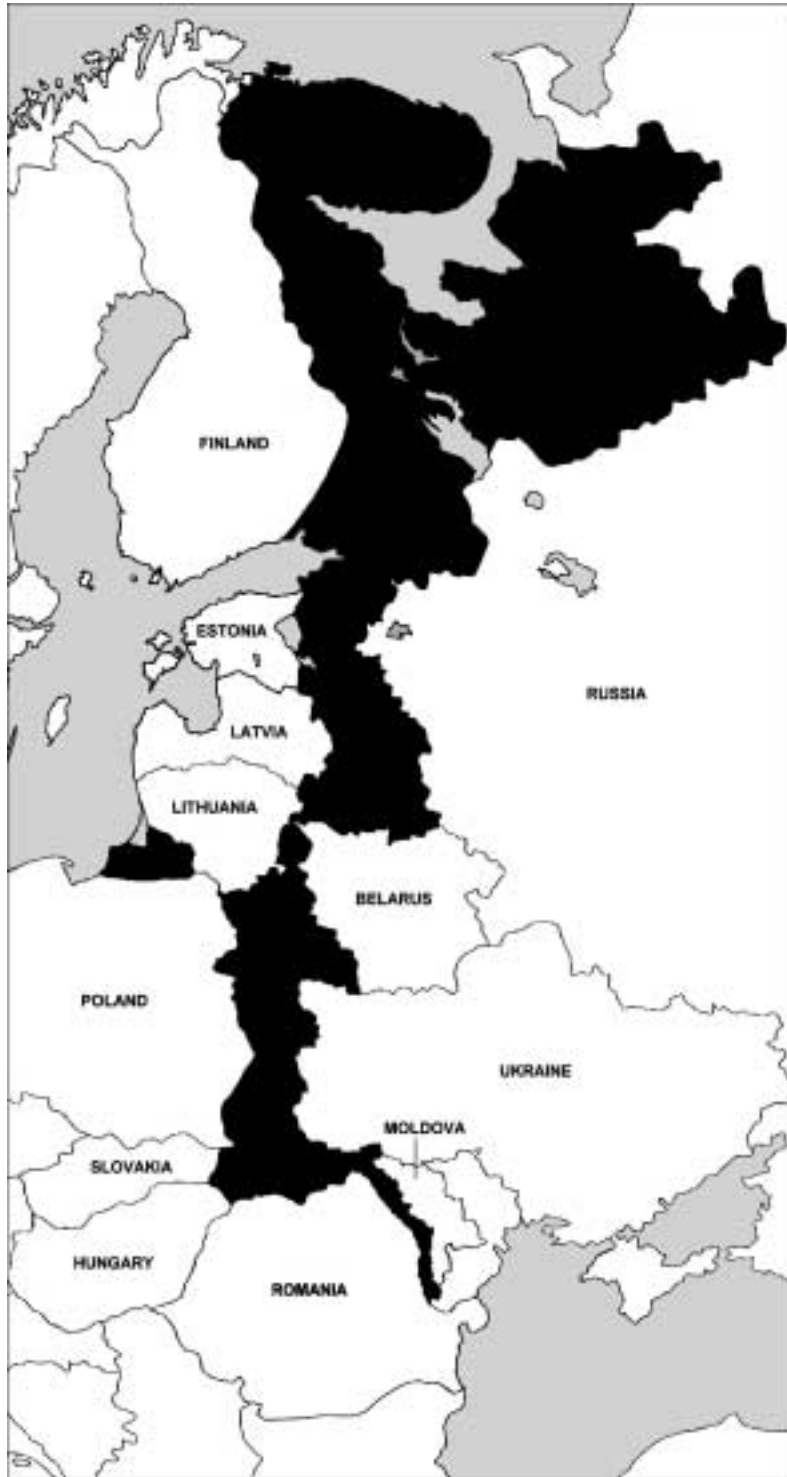 FINLAND
ESTONIA
RUSSIA
LATVIA
LITHUANIA
BELARUS
POLAND
UKRAINE
MOLDOVA
SLOVAKIA
HUNGARY
ROMANIA